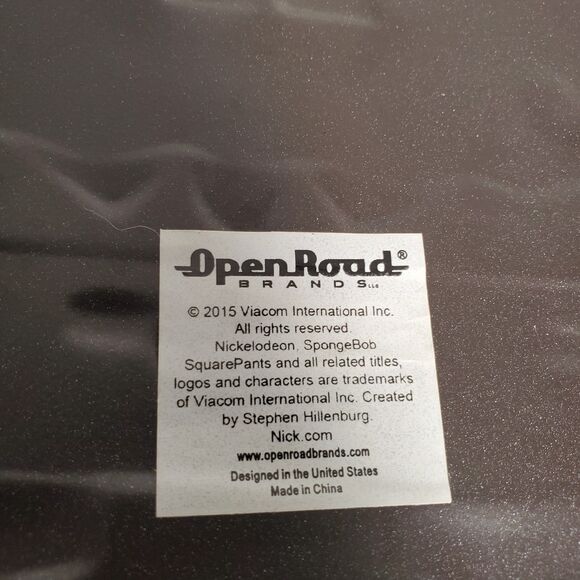 Open Road®
BRANDS LLC
© 2015 Viacom International Inc.
All rights reserved.
Nickelodeon, SpongeBob
SquarePants and all related titles,
logos and characters are trademarks
of Viacom International Inc. Created
by Stephen Hillenburg.
Nick.com
www.openroadbrands.com
Designed in the United States
Made in China